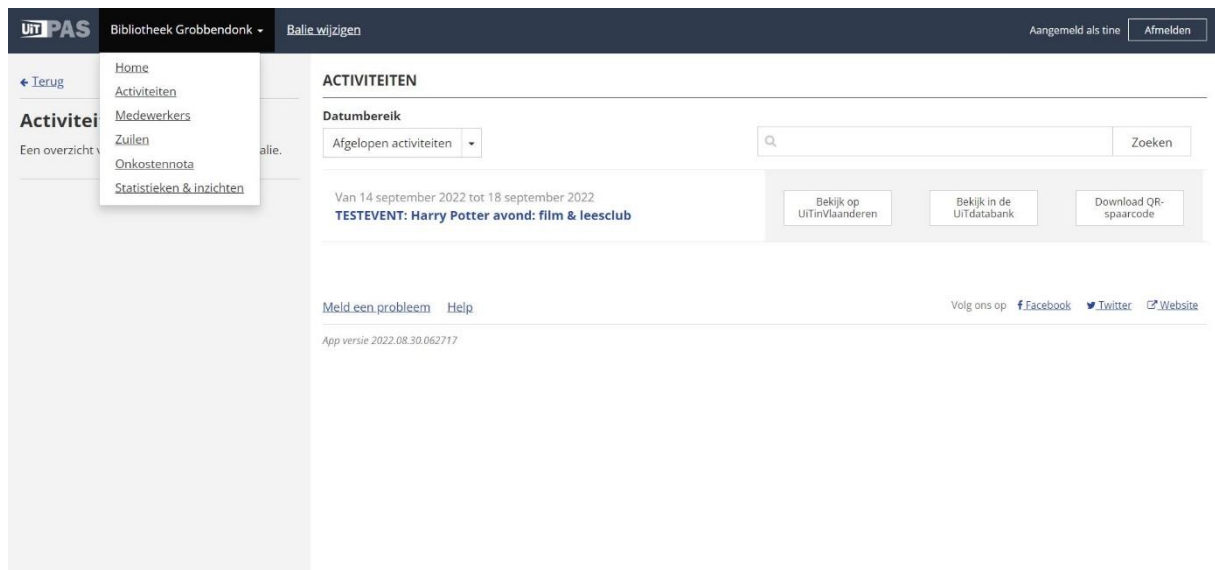 UiT PAS Bibliotheek Grobbendonk Balie wijzigen Aangemeld als tine Afmelden
Home
Activiteiten
Medewerkers
Zuilen
Onkostennota
Statistieken & inzichten
Terug
Activitei
Een overzicht alie.
ACTIVITEITEN
Datumbereik
Afgelopen activiteiten Zoeken
Van 14 september 2022 tot 18 september 2022
TESTEVENT: Harry Potter avond: film & leesclub
Bekijk op
UiTinVlaanderen
Bekijk in de
UiTdatabank
Download QR-
spaarcode
Meld een probleem Help Volg ons op Facebook Twitter Website
App versie 2022.08.30.062717